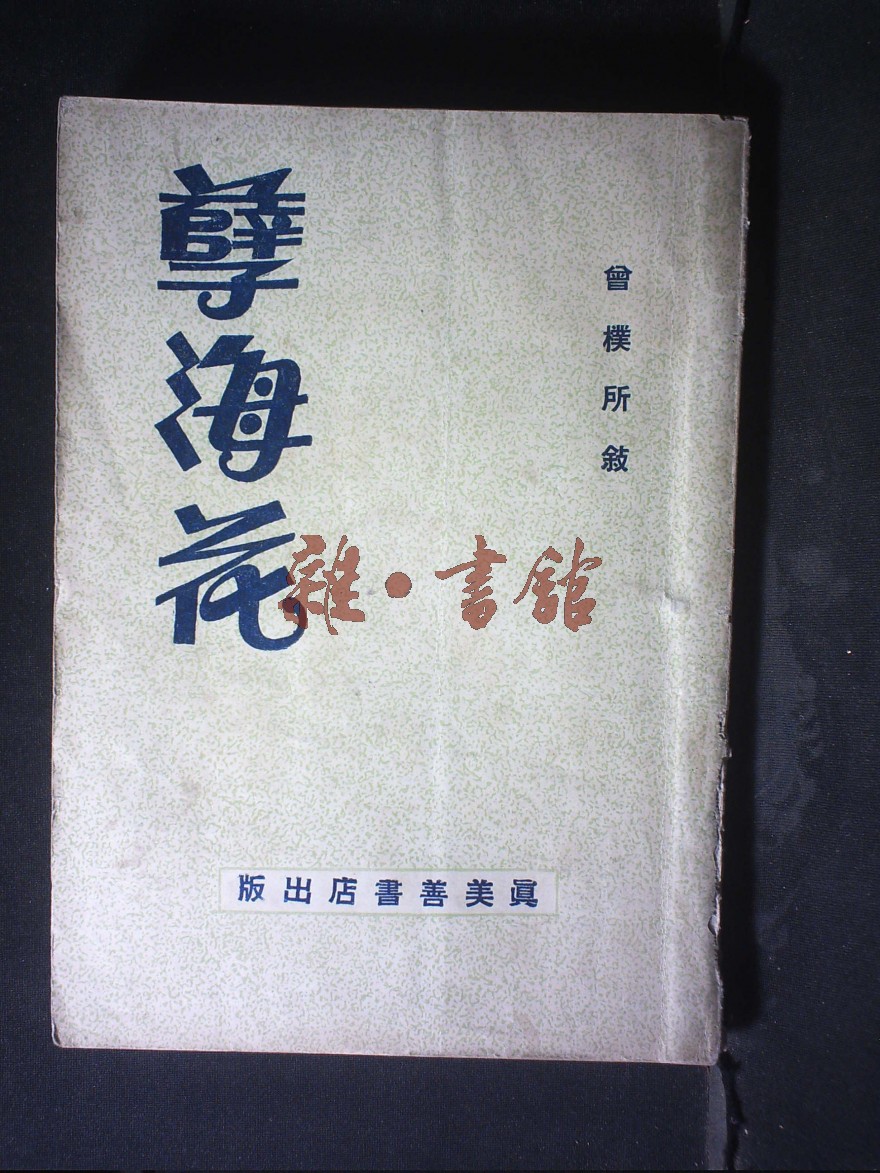 曾樸所敍
孽海花
雜·書館
眞美善書店出版